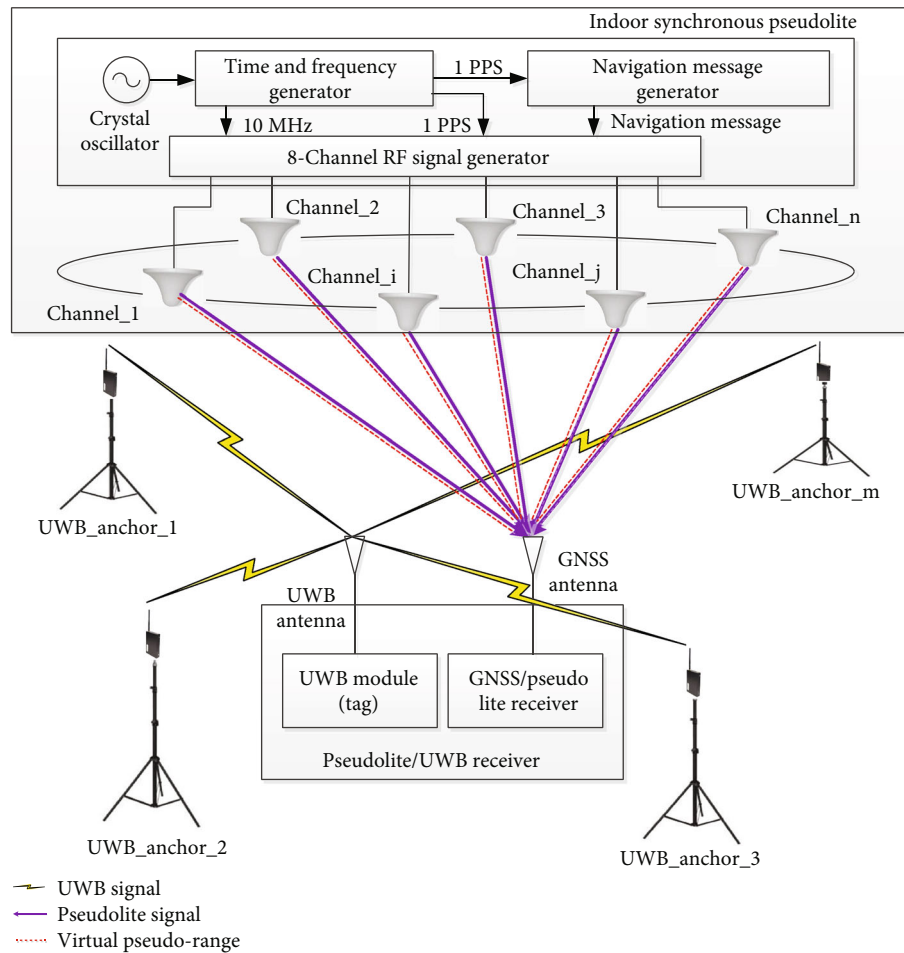 Indoor synchronous pseudolite
Time and frequency
generator
1 PPS
Navigation message
generator
Crystal
oscillator
10 MHz
1 PPS
Navigation message
8-Channel RF signal generator
Channel_2
Channel_3
Channel_n
Channel_i
Channel_j
Channel_1
UWB_anchor_1
UWB_anchor_m
GNSS
antenna
UWB
antenna
UWB module
(tag)
GNSS/pseudo
lite receiver
Pseudolite/UWB receiver
UWB_anchor_2
UWB_anchor_3
UWB signal
Pseudolite signal
Virtual pseudo-range